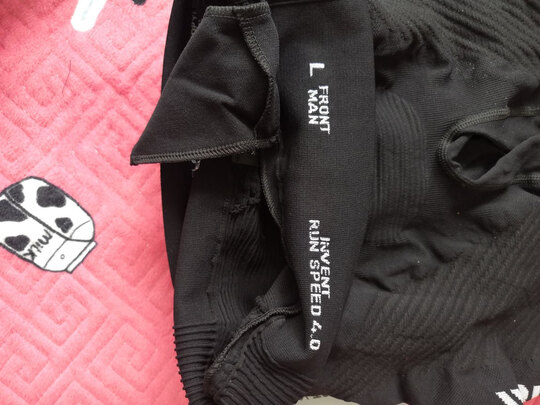 L
FRONT
MAN
INVENT
RUN SPEED 4.0
MILK